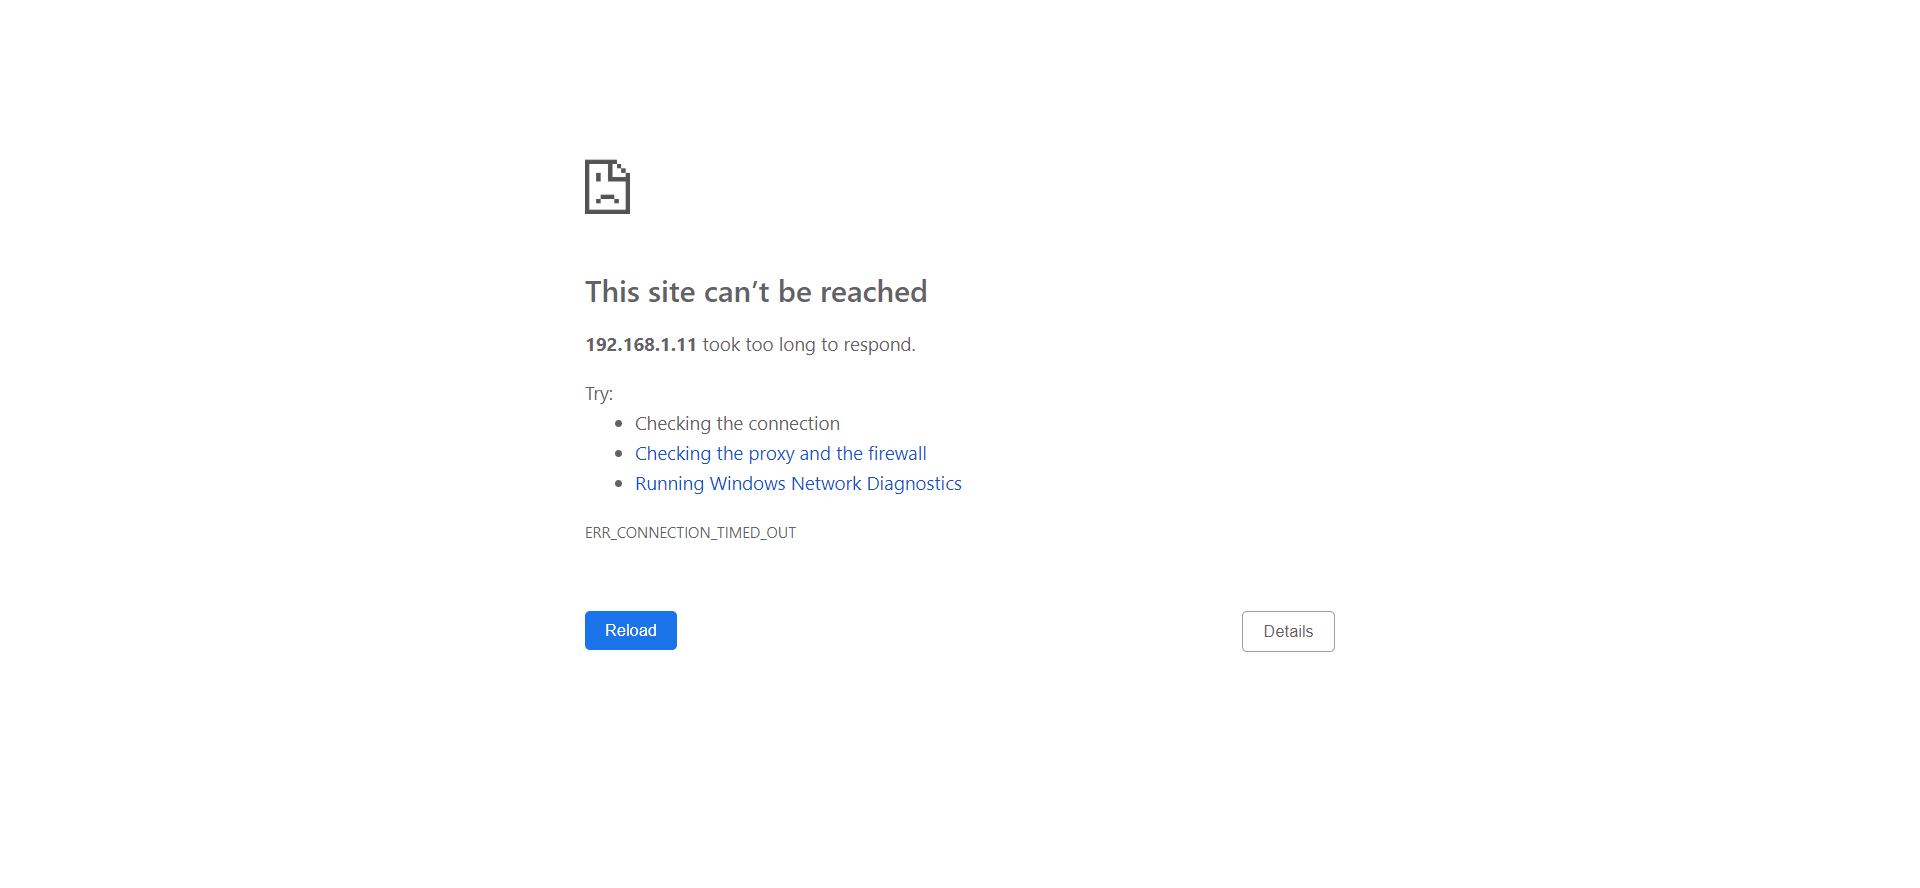 This site can’t be reached
192.168.1.11 took too long to respond.
Try:
Checking the connection
Checking the proxy and the firewall
Running Windows Network Diagnostics
ERR_CONNECTION_TIMED_OUT
Reload
Details